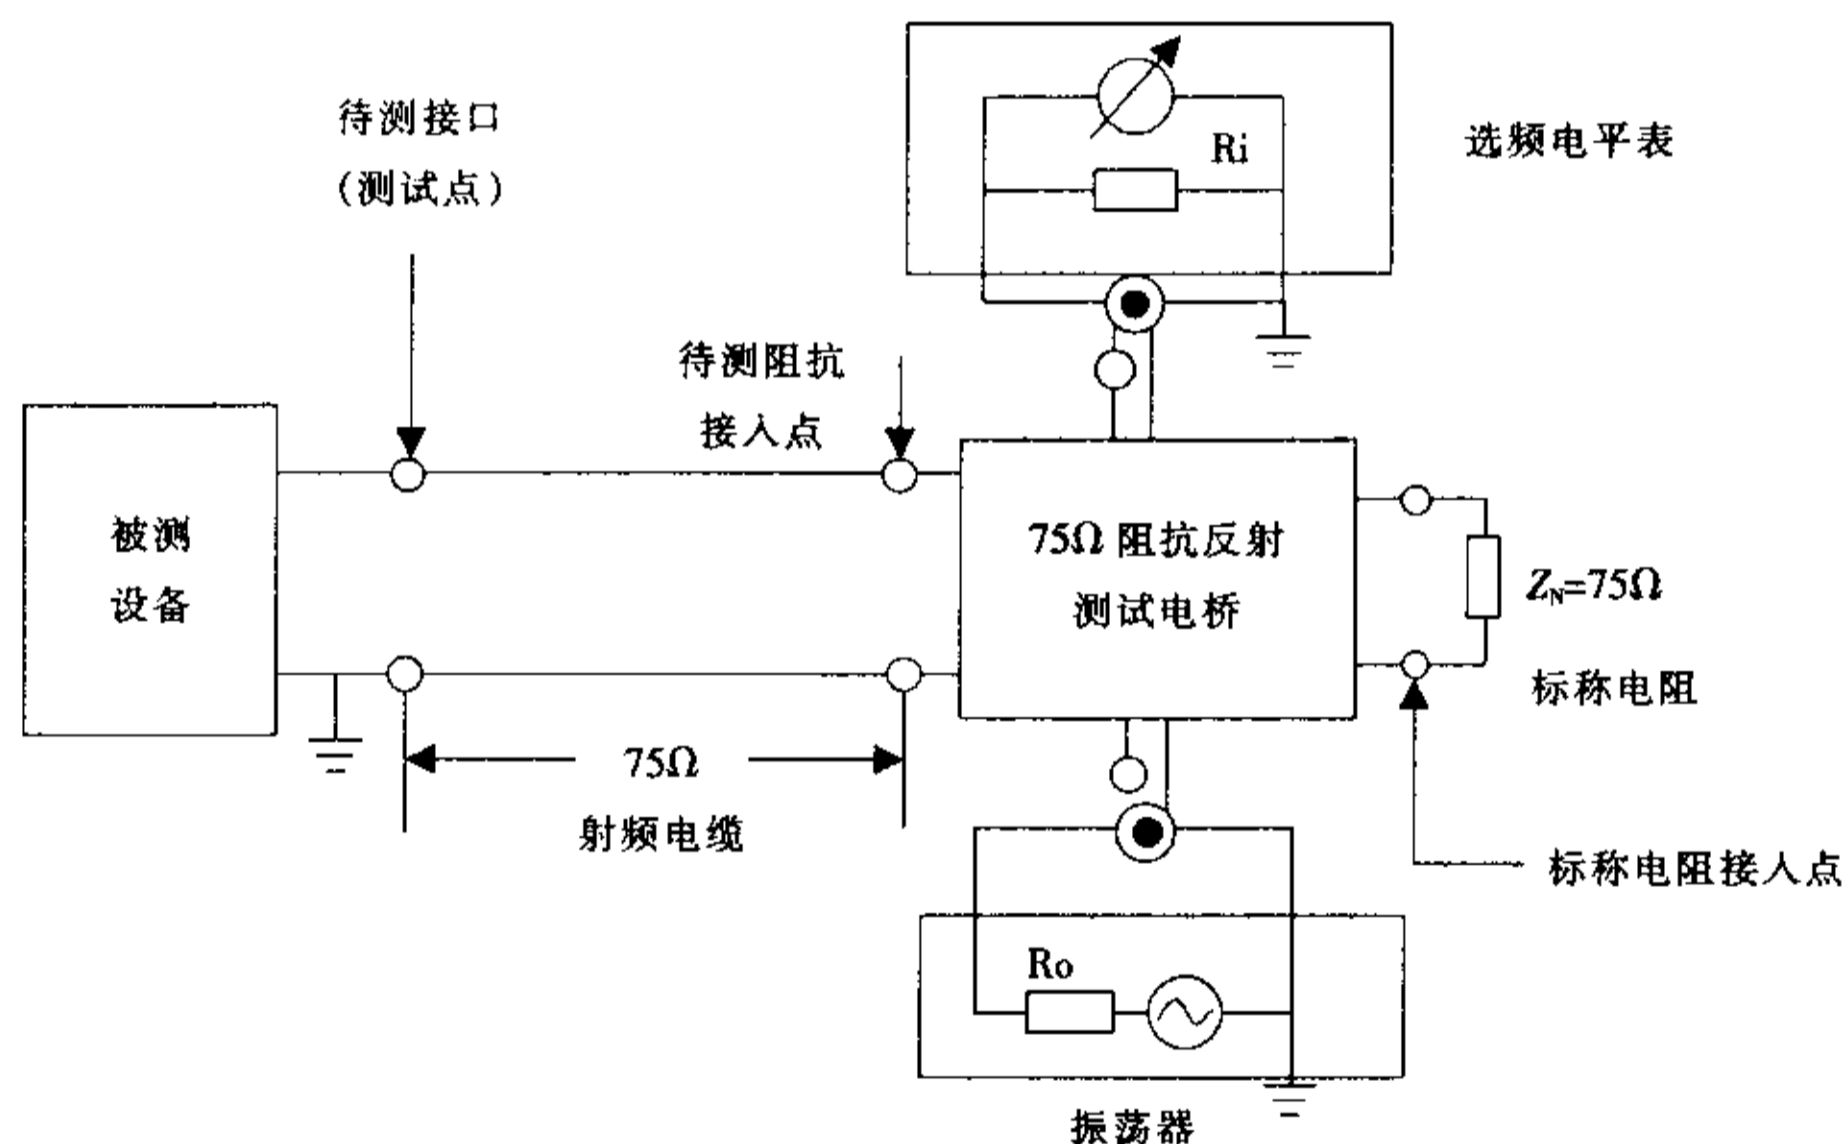 待测接口
(测试点)
Ri
选频电平表
待测阻抗
接入点
被测
设备
75Ω 阻抗反射
测试电桥
Z_N=75Ω
标称电阻
75Ω
射频电缆
标称电阻接入点
Ro
振荡器